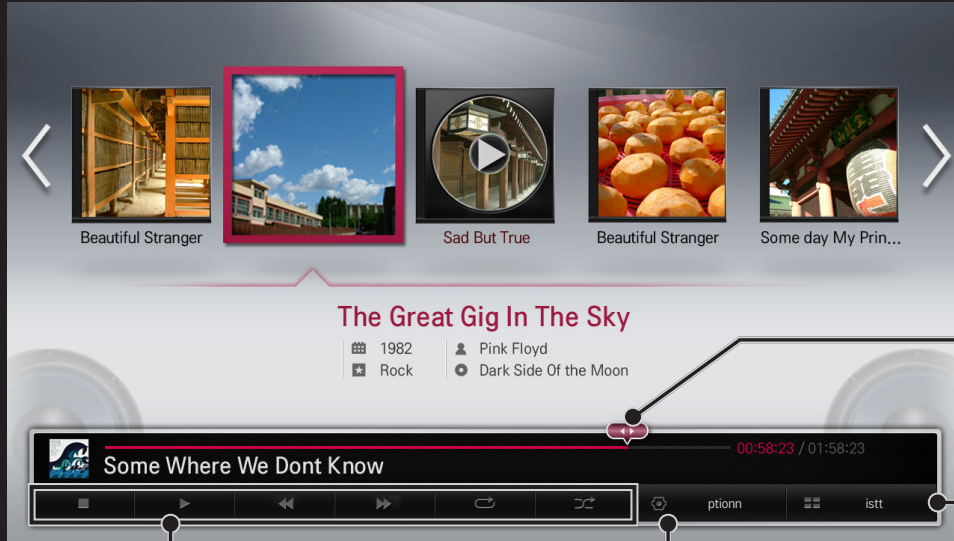 Beautiful Stranger
Sad But True
Beautiful Stranger
Some day My Prin...
The Great Gig In The Sky
1982
Pink Floyd
Rock
Dark Side Of the Moon
00:58:23 / 01:58:23
Some Where We Dont Know
ptionn
istt